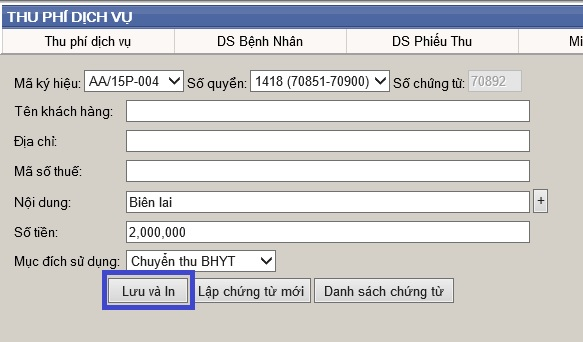 THU PHÍ DỊCH VỤ
Thu phí dịch vụ DS Bệnh Nhân DS Phiếu Thu Mi
Mã ký hiệu: AA/15P-004 Số quyển: 1418 (70851-70900) Số chứng từ: 70892
Tên khách hàng:
Địa chỉ:
Mã số thuế:
Nội dung: Biên lai +
Số tiền: 2,000,000
Mục đích sử dụng: Chuyển thu BHYT
Lưu và In Lập chứng từ mới Danh sách chứng từ